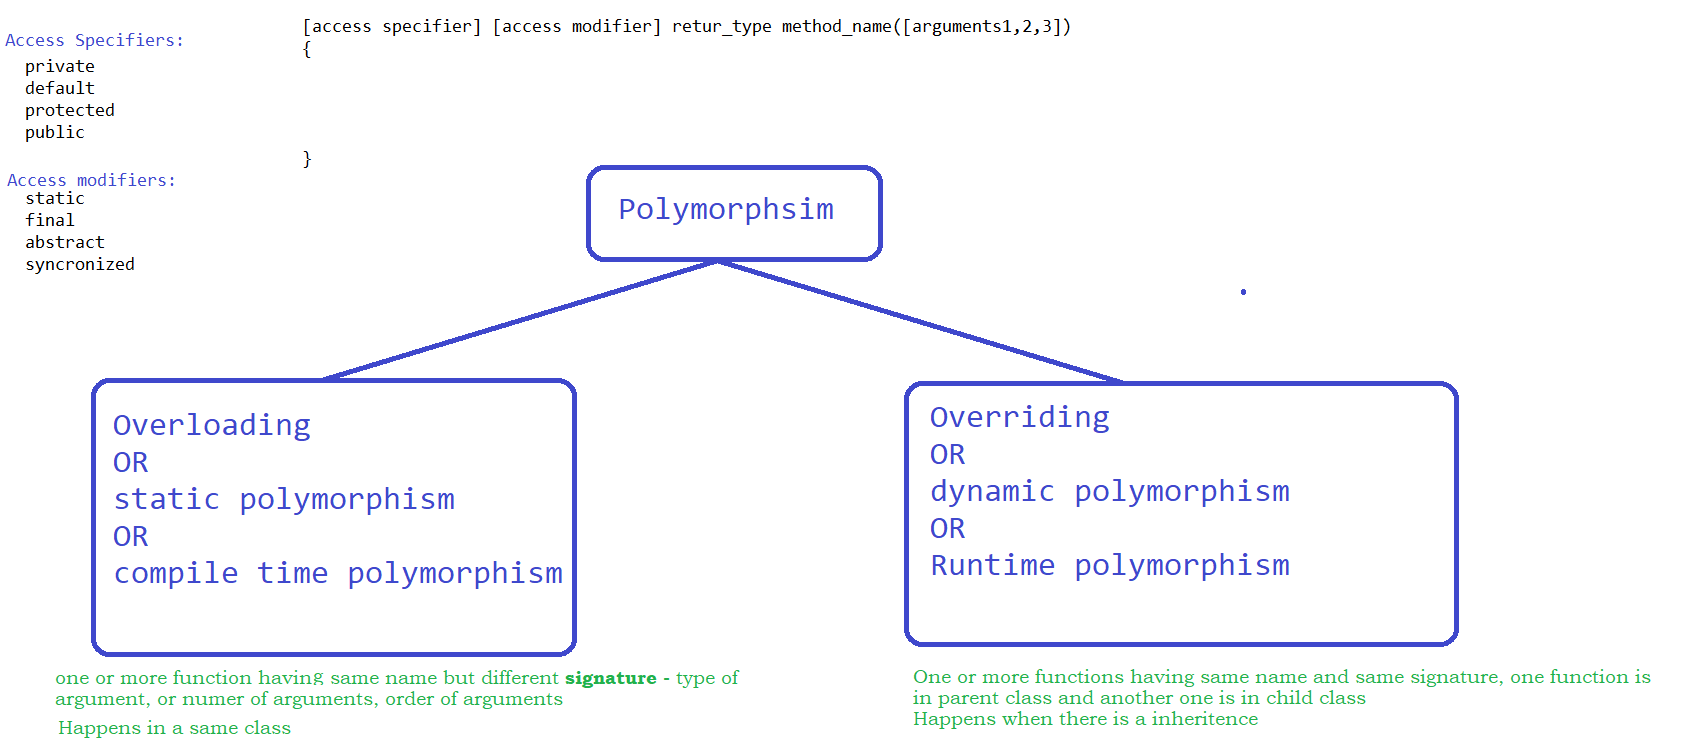 [access specifier] [access modifier] retur_type method_name([arguments1,2,3])
{
}
Access Specifiers:
private
default
protected
public
Access modifiers:
static
final
abstract
syncronized
Polymorphsim
Overloading
OR
static polymorphism
OR
compile time polymorphism
Overriding
OR
dynamic polymorphism
OR
Runtime polymorphism
one or more function having same name but different signature - type of
argument, or numer of arguments, order of arguments
Happens in a same class
One or more functions having same name and same signature, one function is
in parent class and another one is in child class
Happens when there is a inheritence